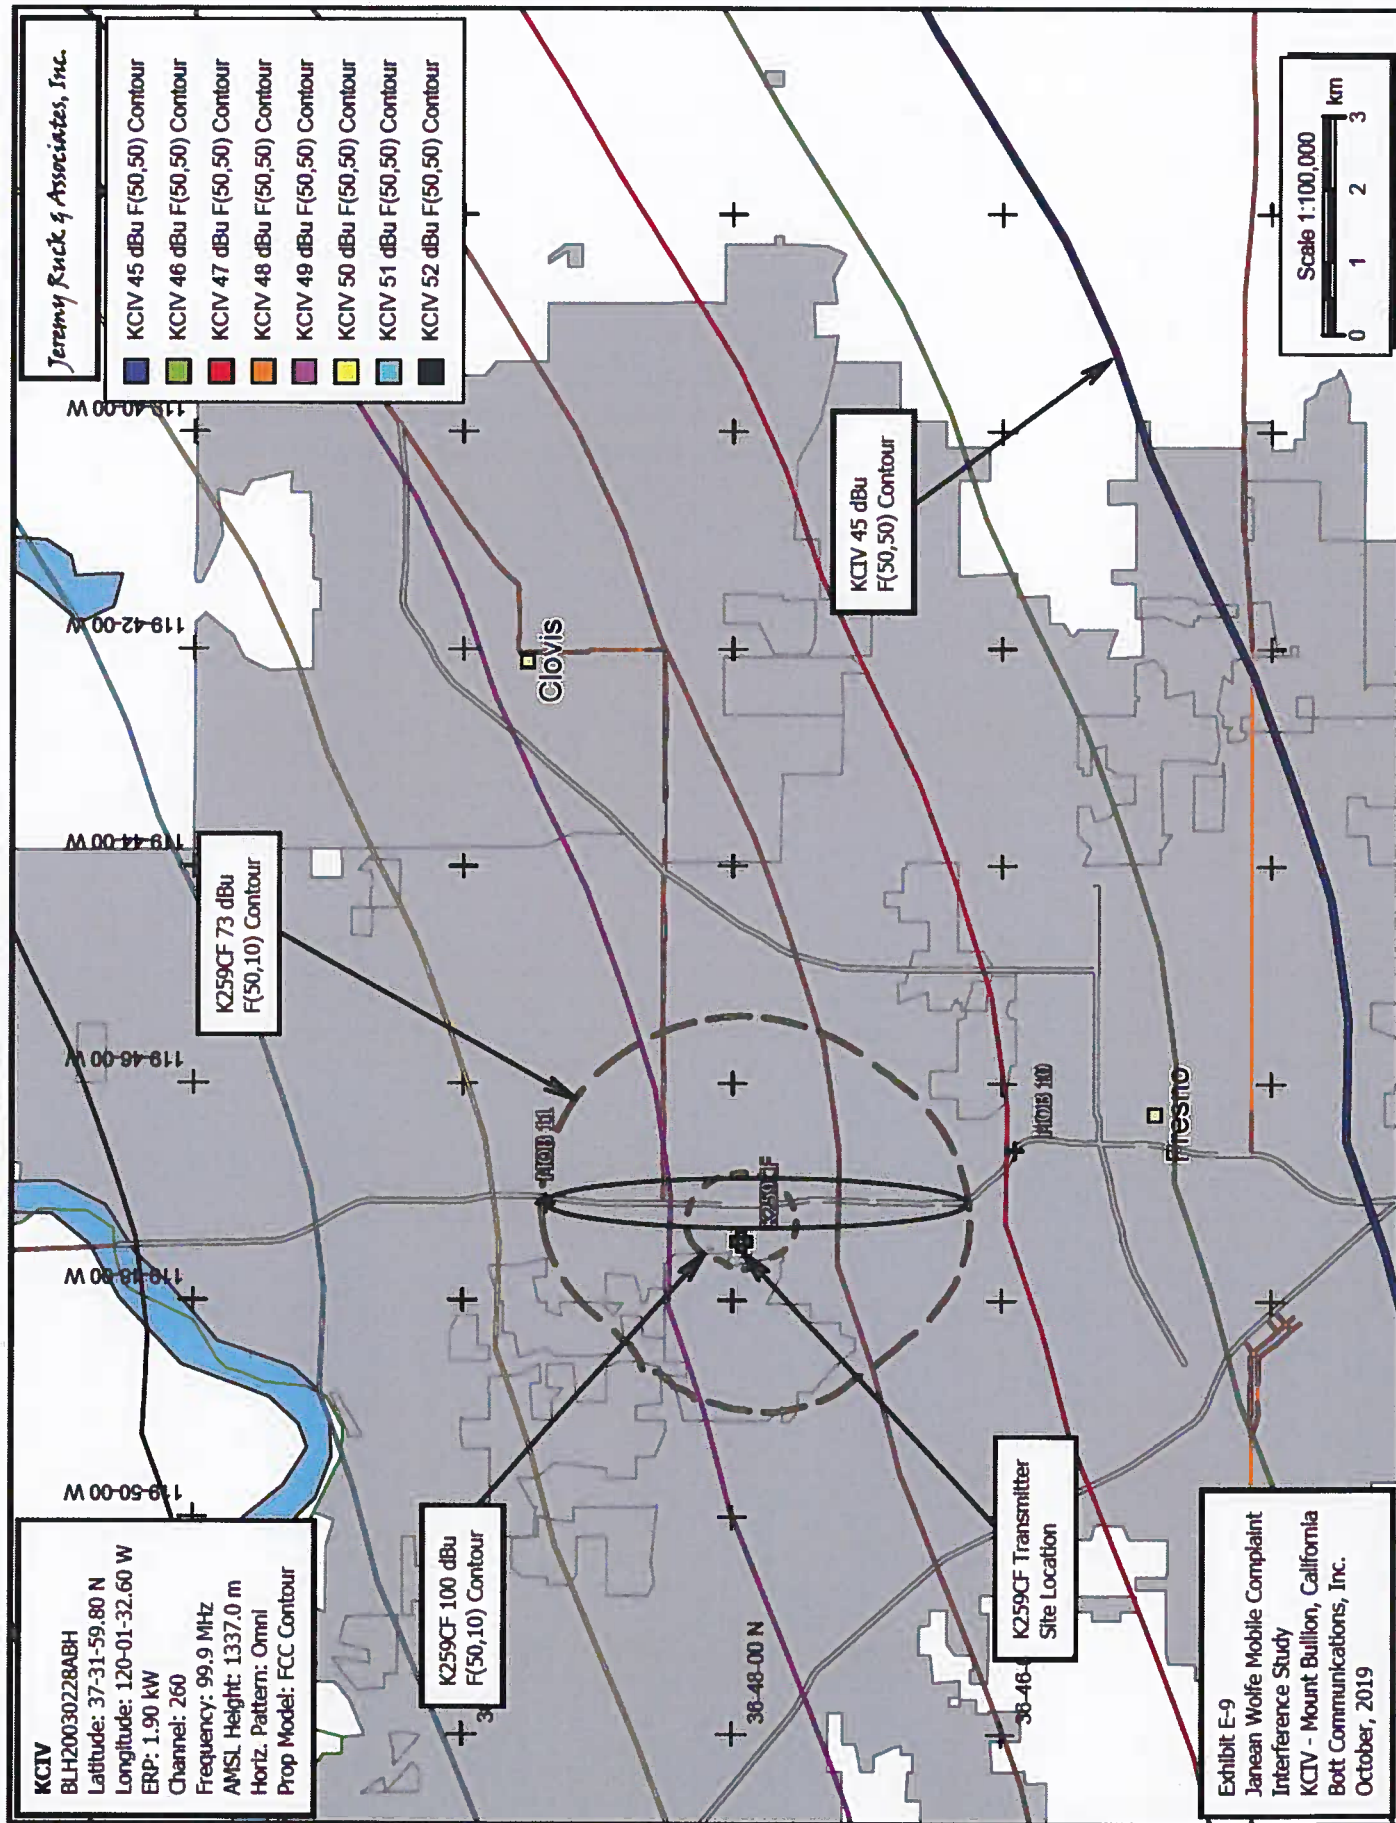 KCIV
BLH20030228ABH
Latitude: 37-31-59.80 N
Longitude: 120-01-32.60 W
ERP: 1.90 kW
Channel: 260
Frequency: 99.9 MHz
AMSL Height: 1337.0 m
Horiz. Pattern: Omni
Prop Model: FCC Contour
Jeremy Ruck & Associates, Inc.
KCIV 45 dBu F(50,50) Contour
KCIV 46 dBu F(50,50) Contour
KCIV 47 dBu F(50,50) Contour
KCIV 48 dBu F(50,50) Contour
KCIV 49 dBu F(50,50) Contour
KCIV 50 dBu F(50,50) Contour
KCIV 51 dBu F(50,50) Contour
KCIV 52 dBu F(50,50) Contour
119-50-00 W
119-48-00 W
119-46-00 W
119-44-00 W
119-42-00 W
119-40-00 W
K259CF 73 dBu
F(50,10) Contour
K259CF 100 dBu
F(50,10) Contour
MOB 11
Clovis
K259CF
36-48-00 N
KCIV 45 dBu
F(50,50) Contour
K259CF Transmitter
Site Location
MOB 10
Fresno
Exhibit E-9
Janean Wolfe Mobile Complaint
Interference Study
KCIV - Mount Bullion, California
Bott Communications, Inc.
October, 2019
Scale 1:100,000
0 1 2 3 km